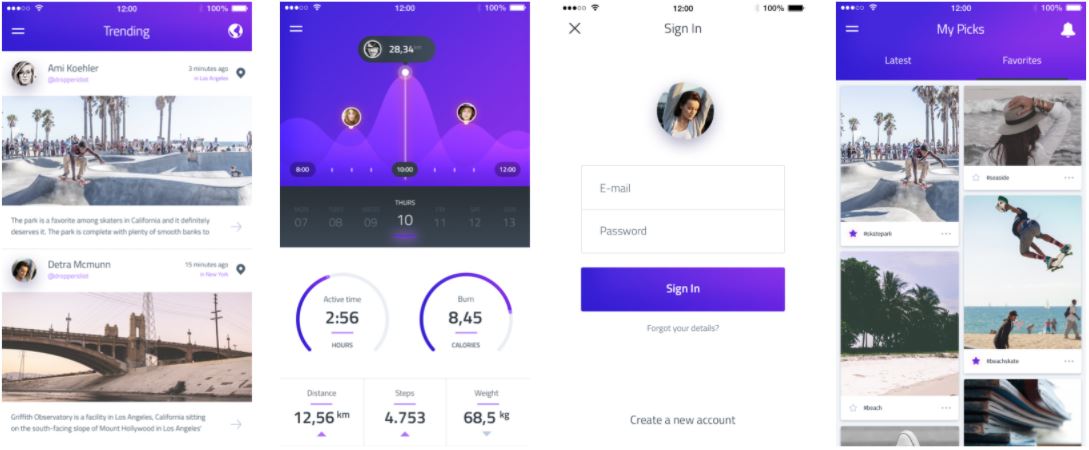 12:00
100%
Trending
Ami Koehler
@droppenidiot
3 minutes ago
in Los Angeles
The park is a favorite among skaters in California and it definitely
deserves it. The park is complete with plenty of smooth banks to
Detra Mcmunn
15 minutes ago
in New York
Griffith Observatory is a facility in Los Angeles, California sitting
on the south-facing slope of Mount Hollywood in Los Angeles'
12:00
100%
28,34 km
8:00
10:00
12:00
MON
TUES
WED
THURS
FRI
SAT
SUN
07
08
09
10
11
12
13
Active time
2:56
HOURS
Burn
8,45
CALORIES
Distance
12,56 km
Steps
4.753
Weight
68,5 kg
12:00
100%
Sign In
E-mail
Password
Sign In
Forgot your details?
Create a new account
12:00
100%
My Picks
Latest
Favorites
#seaside
#skatepark
#beachskate
#beach